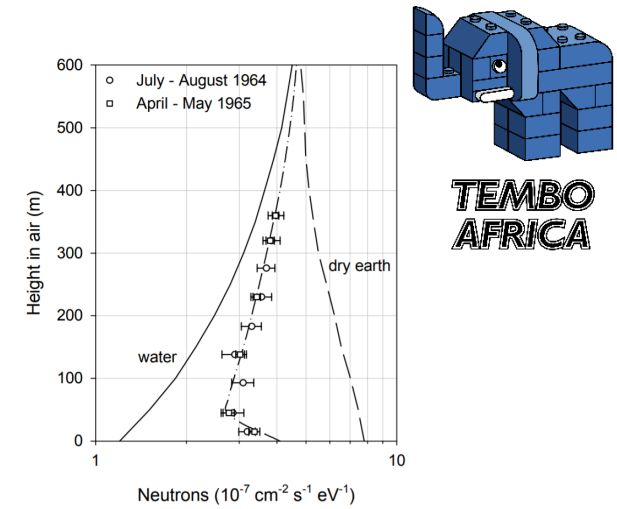 TEMBO
AFRICA
600
500
400
300
200
100
0
Height in air (m)
July - August 1964
April - May 1965
dry earth
water
1
10
Neutrons (10⁻⁷ cm⁻² s⁻¹ eV⁻¹)